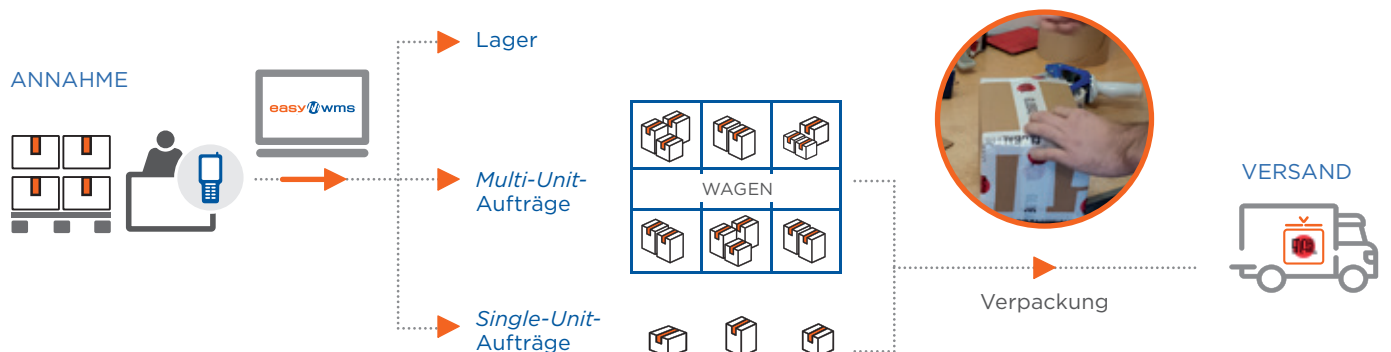 ANNAHME
easy wms
Lager
Multi-Unit-
Aufträge
WAGEN
Single-Unit-
Aufträge
Verpackung
VERSAND